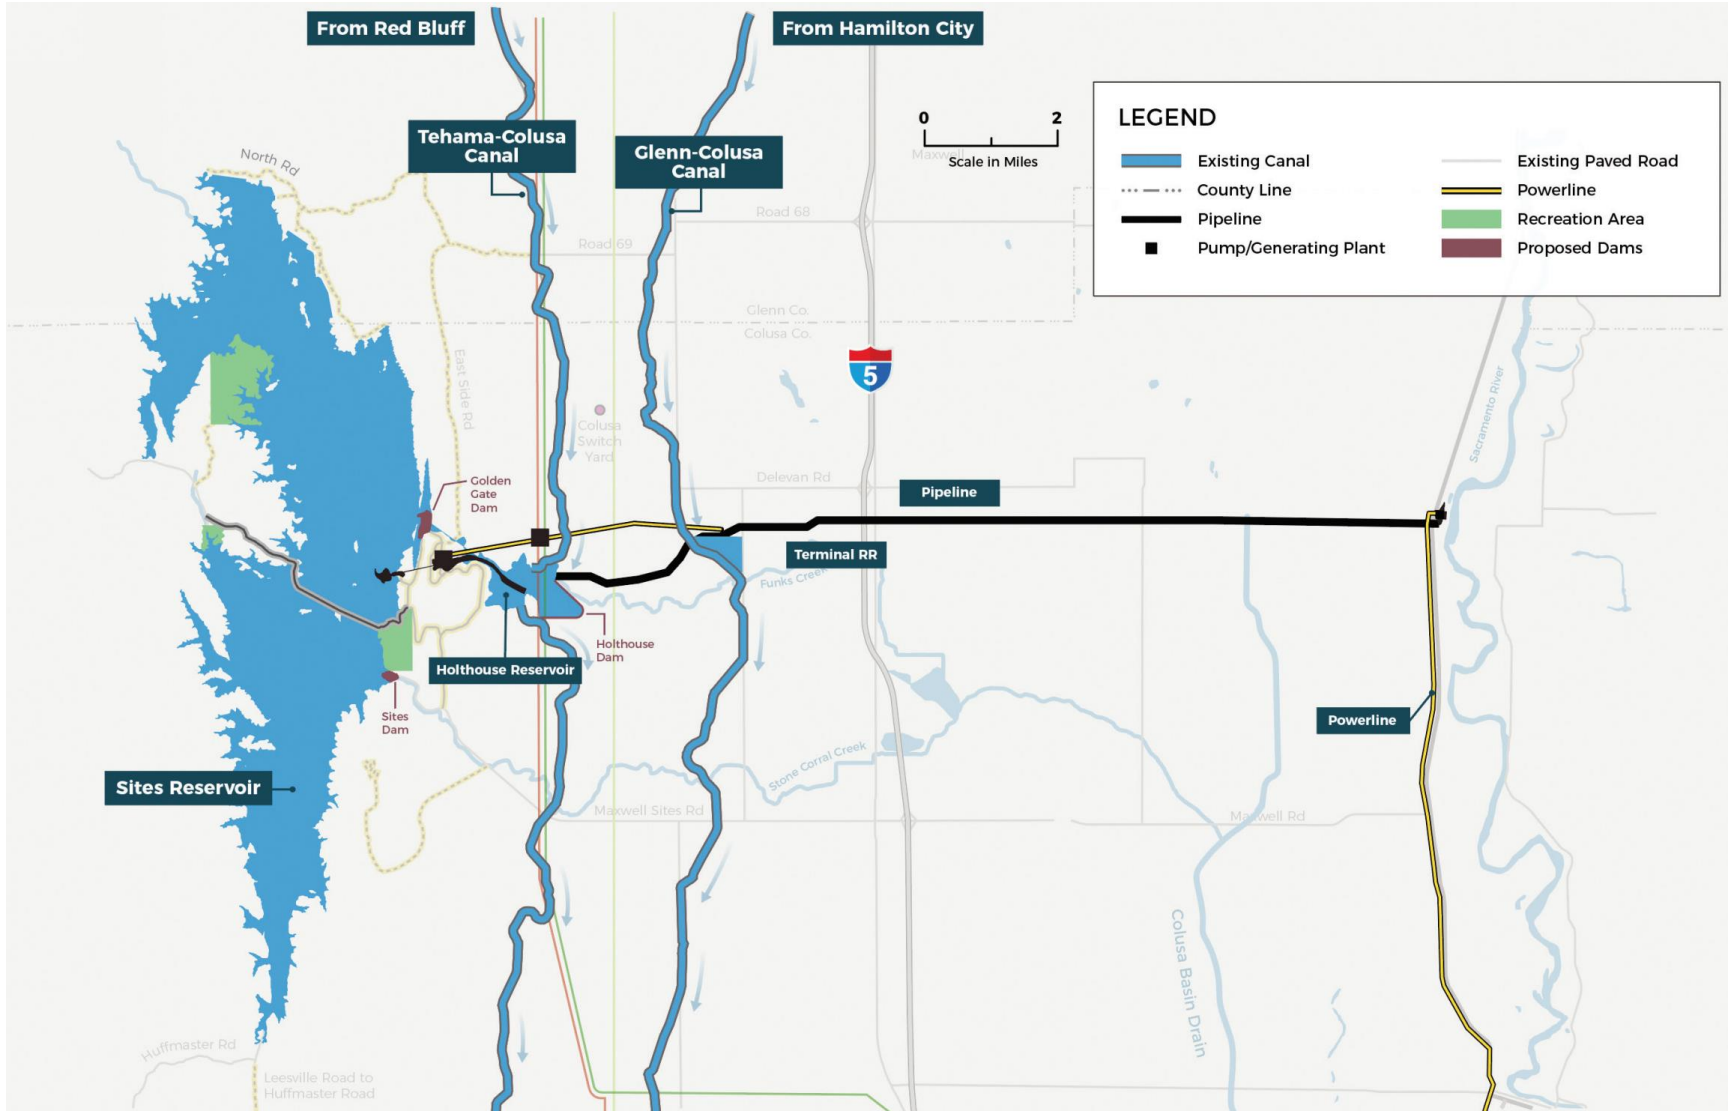 From Red Bluff
From Hamilton City
Tehama-Colusa
Canal
Glenn-Colusa
Canal
0
2
Scale in Miles
Maxwell
LEGEND
Existing Canal
County Line
Pipeline
Pump/Generating Plant
Existing Paved Road
Powerline
Recreation Area
Proposed Dams
North Rd
Road 68
Road 69
Glenn Co.
Colusa Co.
5
East Side Rd
Colusa
Switch
Yard
Sacramento River
Golden
Gate
Dam
Delevan Rd
Pipeline
Terminal RR
Funks Creek
Holthouse
Dam
Holthouse Reservoir
Sites
Dam
Powerline
Stone Corral Creek
Sites Reservoir
Maxwell Sites Rd
Maxwell Rd
Colusa Basin Drain
Huffmaster Rd
Leesville Road to
Huffmaster Road